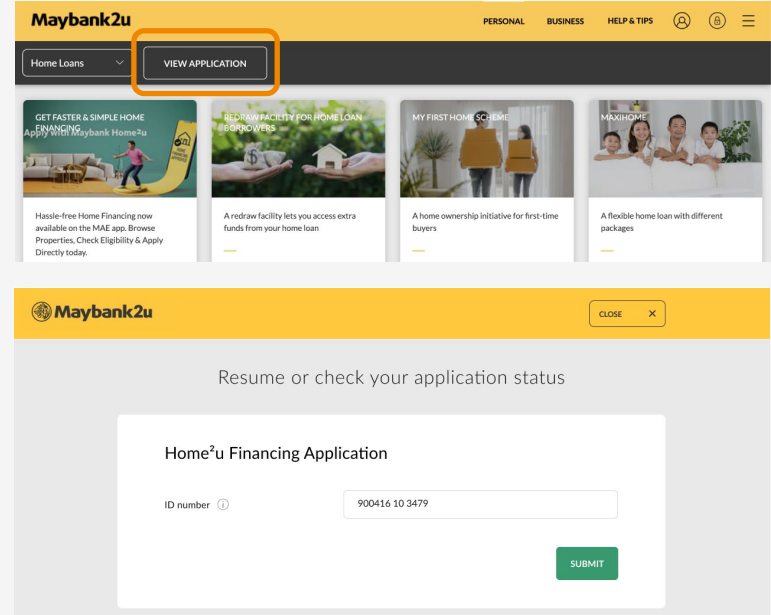 Maybank2u
PERSONAL BUSINESS HELP & TIPS
Home Loans VIEW APPLICATION
GET FASTER & SIMPLE HOME
FINANCING
Apply with Maybank Home²u
REDRAW FACILITY FOR HOME LOAN
BORROWERS
MY FIRST HOME SCHEME
MAXIHOME
Hassle-free Home Financing now
available on the MAE app. Browse
Properties, Check Eligibility & Apply
Directly today.
A redraw facility lets you access extra
funds from your home loan
A home ownership initiative for first-time
buyers
A flexible home loan with different
packages
Maybank2u
CLOSE X
Resume or check your application status
Home²u Financing Application
ID number i
900416 10 3479
SUBMIT